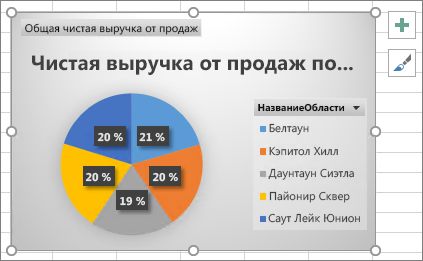 Общая чистая выручка от продаж
Чистая выручка от продаж по...
НазваниеОбласти
20 %
21 %
Белтаун
Кэпитол Хилл
20 %
20 %
Даунтаун Сиэтла
19 %
Пайонир Сквер
Саут Лейк Юнион